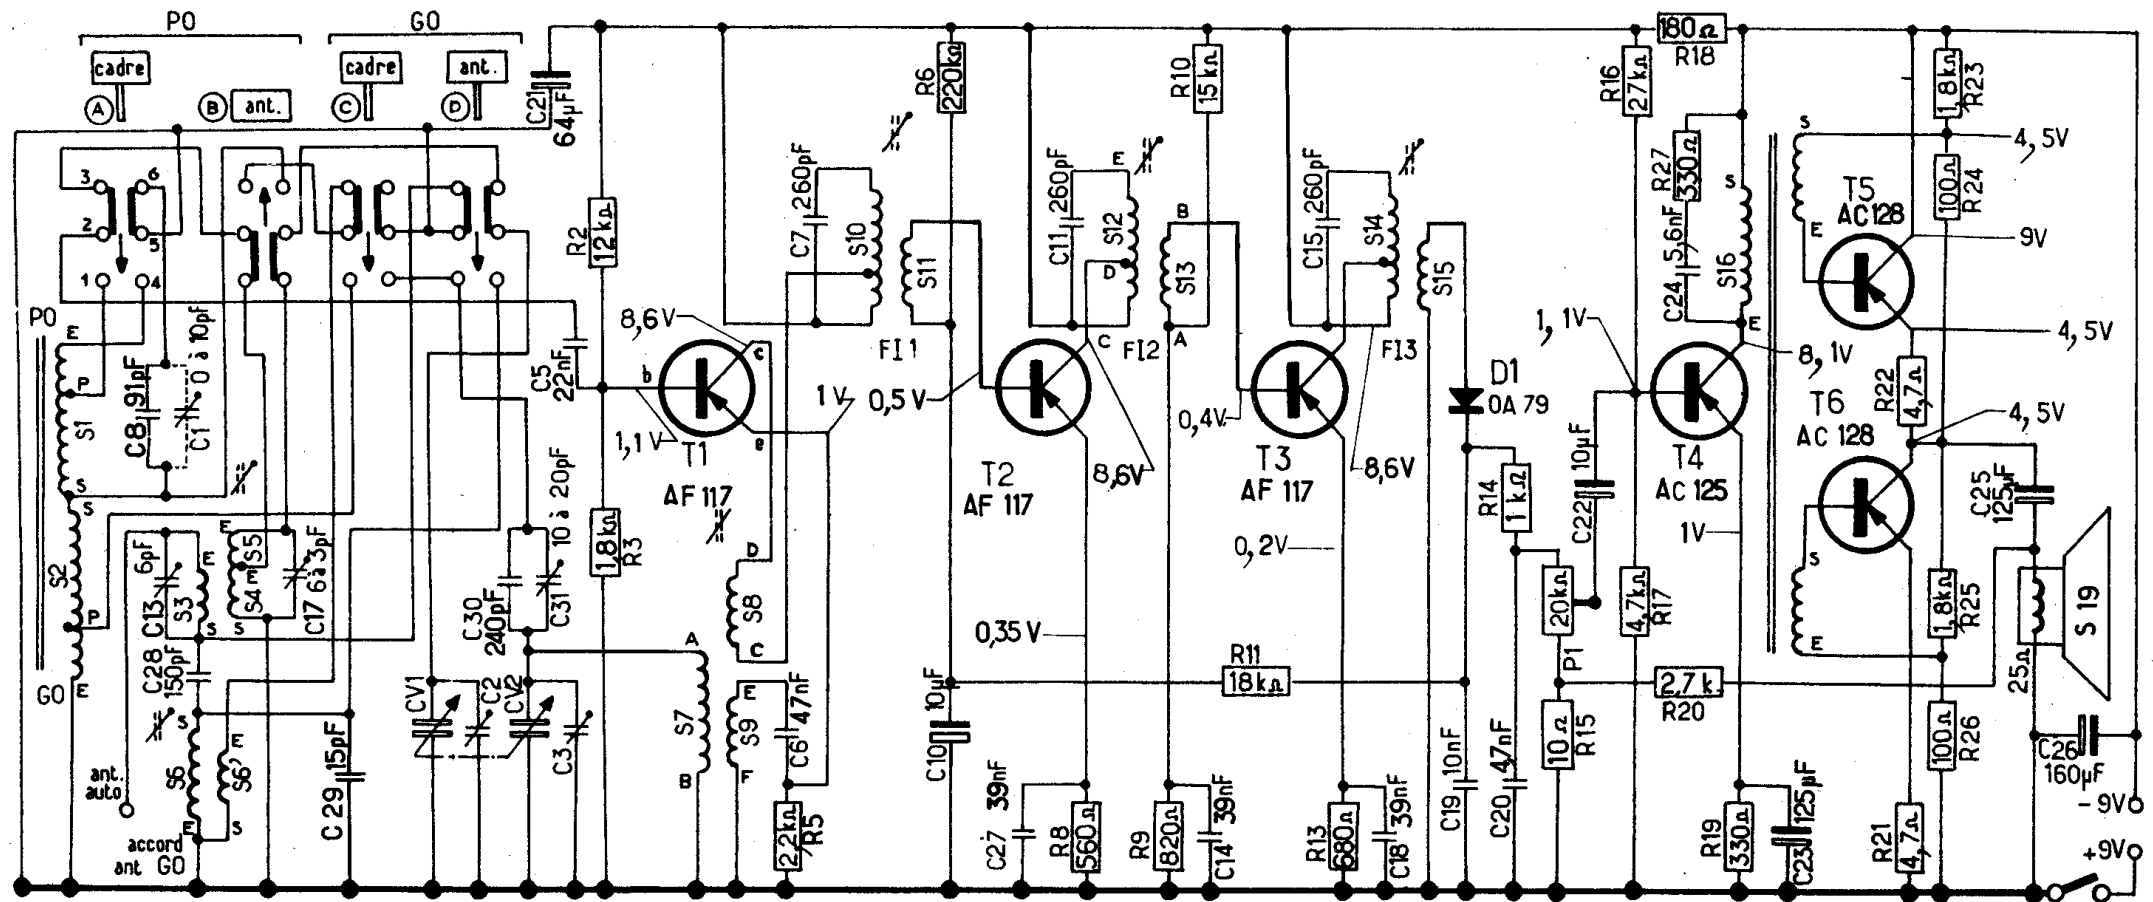 PO
GO
cadre
ant.
cadre
ant.
A
B
C
D
C21
64µF
3
6
2
5
1
4
PO
E
P
S1
S
S
S2
P
GO
E
C8 91pF
C1 0 à 10pF
C13 6pF
S3
E
S
C28 150pF
E
S5
E
S4
S
C17 6 à 3pF
S
S6
E
E
S6'
S
ant. auto
accord
ant GO
C29 15pF
CV1
C2
CV2
C3
C30 240pF
C31 10 à 20pF
C5 22nF
R2 12kΩ
R3 1,8kΩ
8,6V
b
c
e
1,1V
1V
T1
AF 117
D
S8
C
A
S7
B
E
S9
F
C6 47nF
R5 2,2kΩ
C7 260pF
S10
S11
FI1
R6 220kΩ
0,5V
T2
AF 117
C11 260pF
E
S12
D
C
8,6V
FI2
B
S13
A
R10 15kΩ
0,4V
T3
AF 117
C15 260pF
S14
FI3
8,6V
S15
D1
OA 79
0,2V
0,35V
R11
18kΩ
C10 10µF
C27 39nF
R8 560Ω
R9 820Ω
C14 39nF
R13 680Ω
C18 39nF
C19 10nF
C20 47nF
R14 1kΩ
20kΩ
P1
10Ω
R15
C22 10µF
R16 27kΩ
4,7kΩ
R17
180Ω
R18
R27 330Ω
C24 5,6nF
S
S16
E
1,1V
8,1V
T4
AC 125
1V
2,7k
R20
R19 330Ω
C23 125µF
S
E
S
E
T5
AC 128
T6
AC 128
1,8kΩ
R23
4,5V
100Ω
R24
9V
4,5V
R22 4,7Ω
4,5V
C25 125µF
1,8kΩ
R25
100Ω
R26
R21 4,7Ω
25Ω
S 19
C26
160µF
-9V
+9V